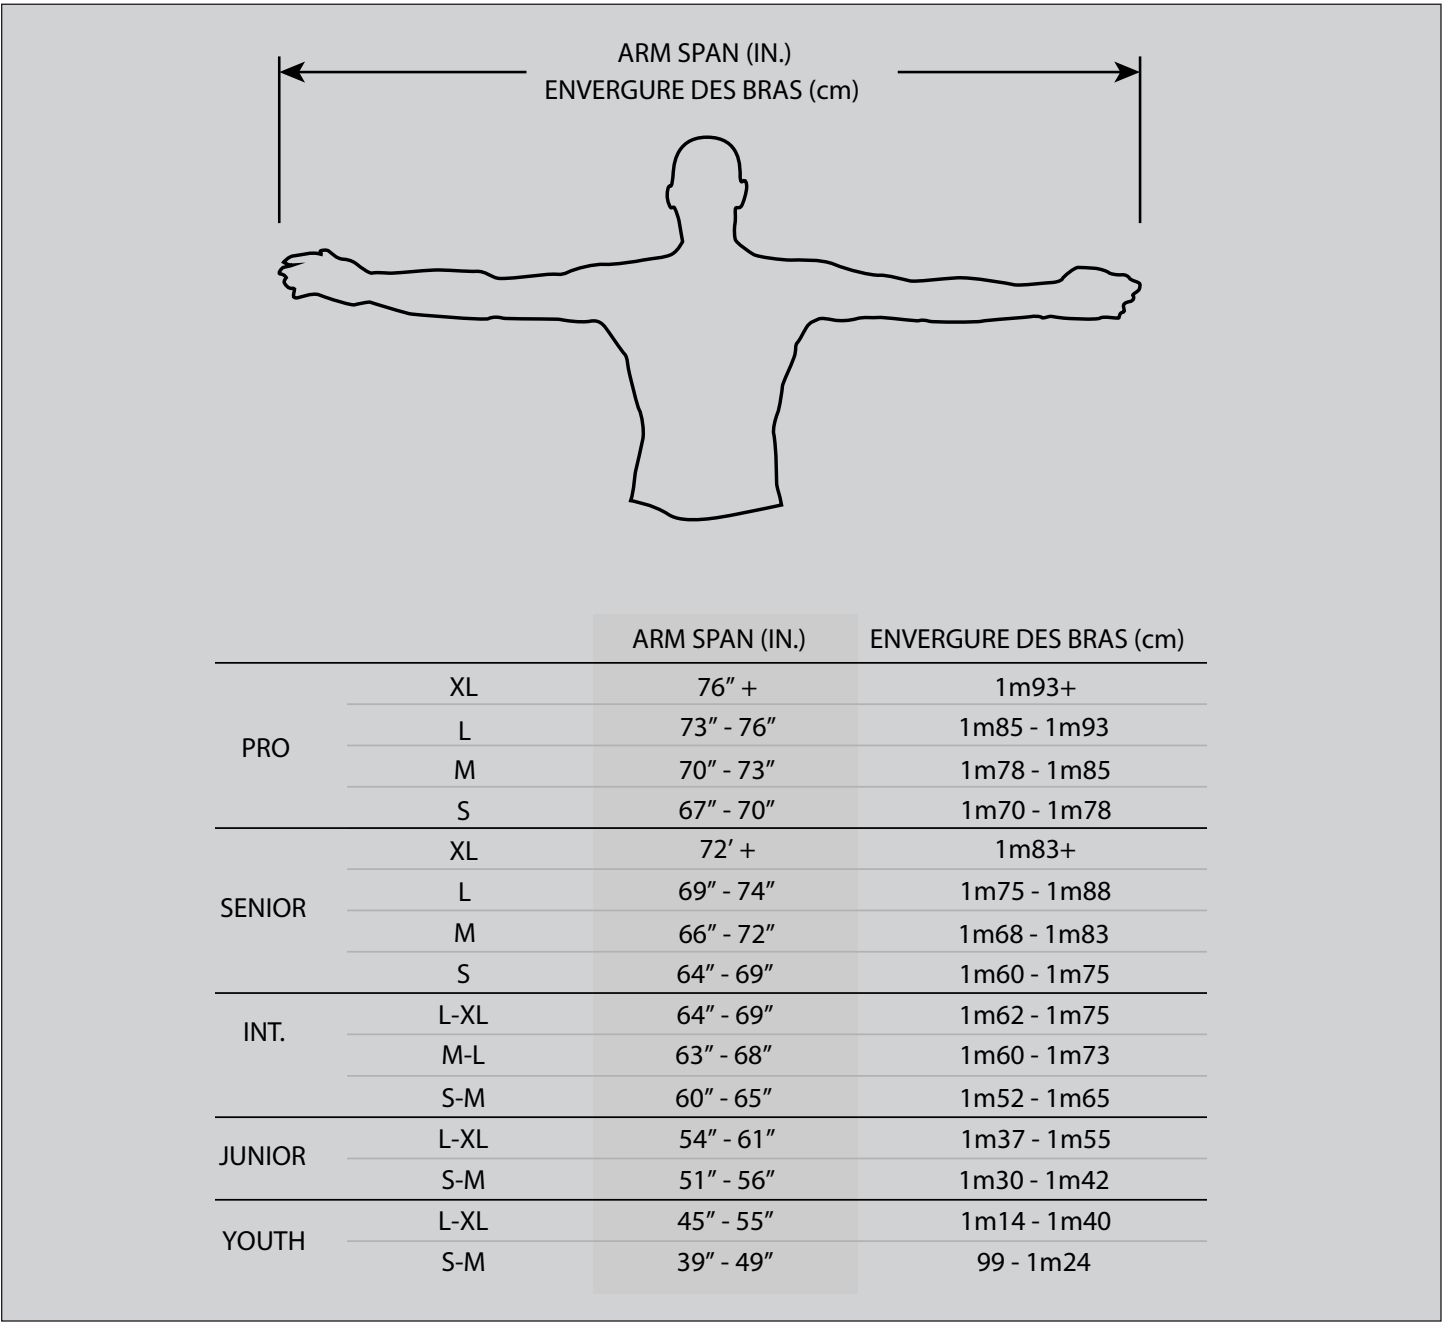 ARM SPAN (IN.)
ENVERGURE DES BRAS (cm)
ARM SPAN (IN.) ENVERGURE DES BRAS (cm)
PRO
XL 76” + 1m93+
L 73” - 76” 1m85 - 1m93
M 70” - 73” 1m78 - 1m85
S 67” - 70” 1m70 - 1m78
SENIOR
XL 72’ + 1m83+
L 69” - 74” 1m75 - 1m88
M 66” - 72” 1m68 - 1m83
S 64” - 69” 1m60 - 1m75
INT.
L-XL 64” - 69” 1m62 - 1m75
M-L 63” - 68” 1m60 - 1m73
S-M 60” - 65” 1m52 - 1m65
JUNIOR
L-XL 54” - 61” 1m37 - 1m55
S-M 51” - 56” 1m30 - 1m42
YOUTH
L-XL 45” - 55” 1m14 - 1m40
S-M 39” - 49” 99 - 1m24